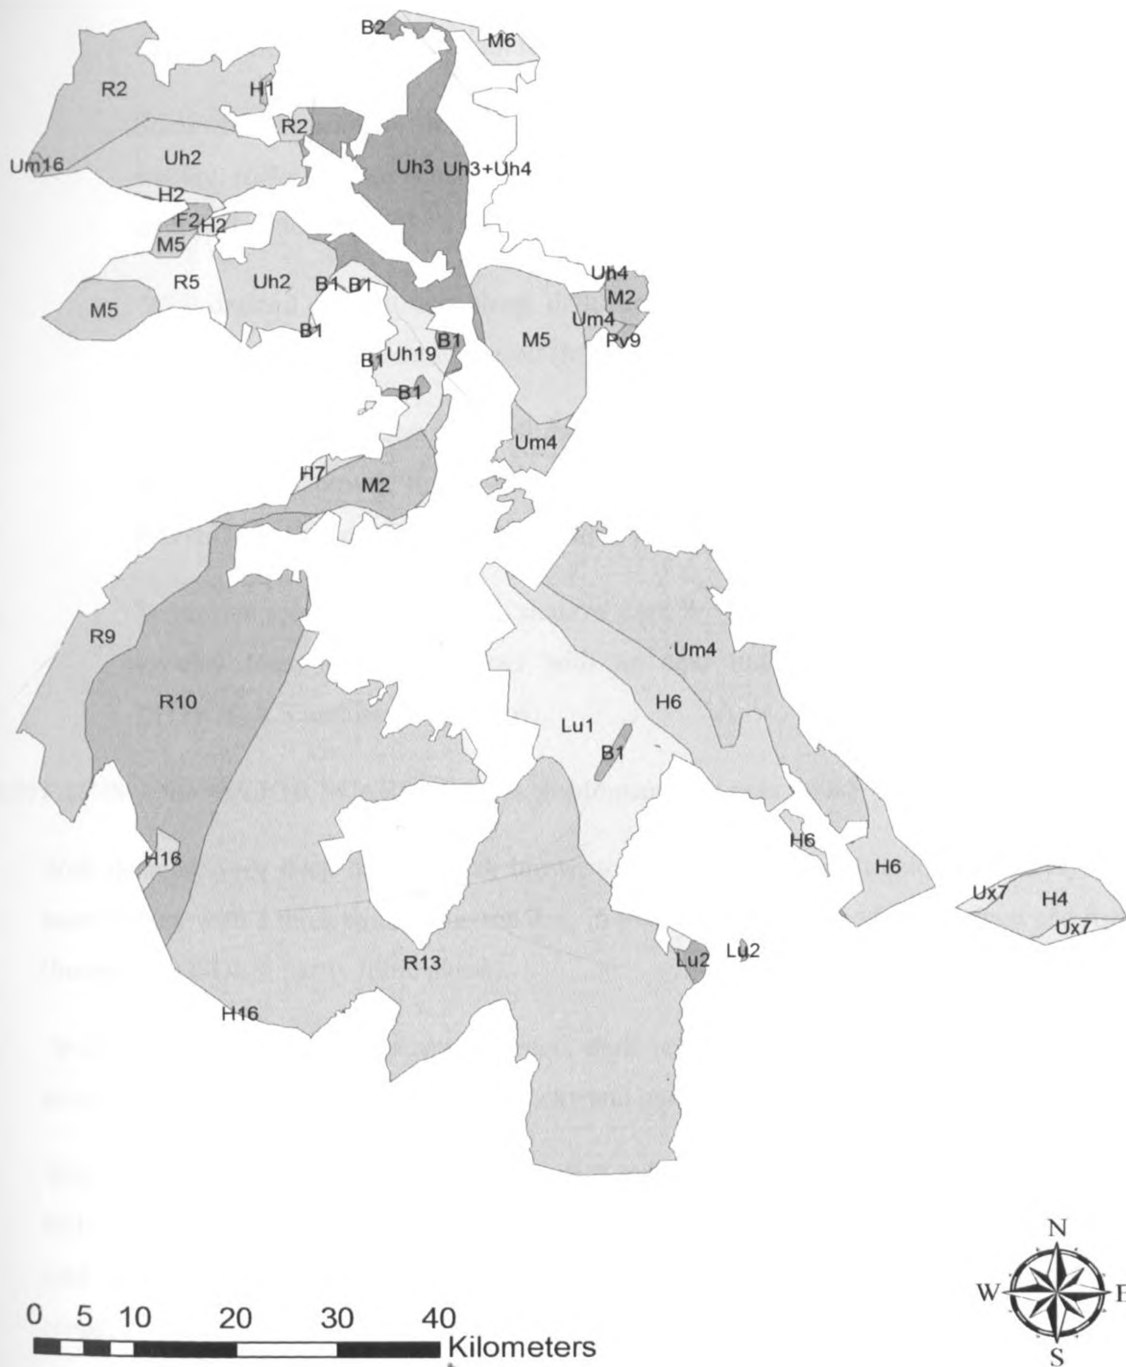 B2
M6
R2
H1
R2
Um16
Uh2
Uh3
Uh3+Uh4
H2
F2
H2
M5
R5
Uh2
B1
B1
Uh4
M2
M5
Um4
B1
Pv9
Uh19
B1
M5
B1
B1
Um4
H7
M2
R9
Um4
R10
H6
Lu1
B1
H16
H6
H6
Ux7
H4
Ux7
R13
Lu2
Lu2
H16
N
W
E
S
0 5 10 20 30 40
Kilometers